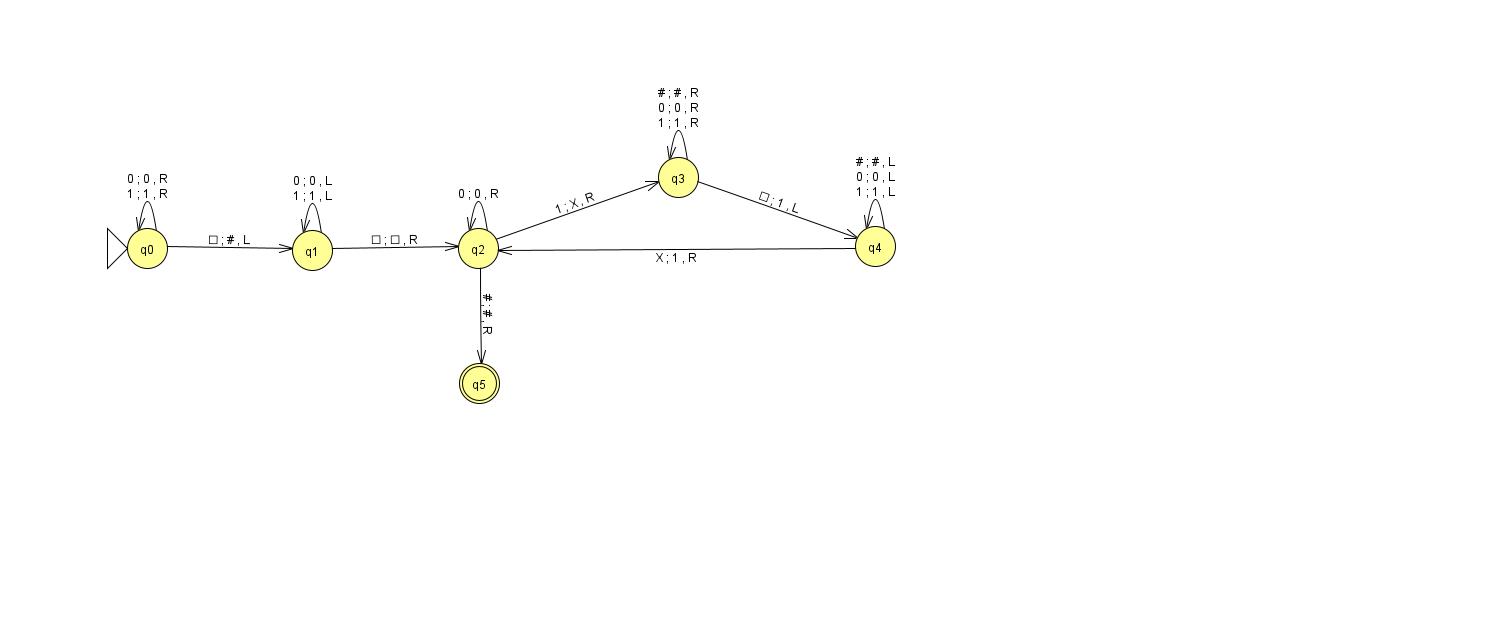 # ; # , R
0 ; 0 , R
1 ; 1 , R
q3
# ; # , L
0 ; 0 , L
1 ; 1 , L
q4
0 ; 0 , R
1 ; 1 , R
q0
□ ; # , L
0 ; 0 , L
1 ; 1 , L
q1
□ ; □ , R
0 ; 0 , R
q2
1 ; X , R
□ ; 1 , L
X ; 1 , R
# ; # , R
q5